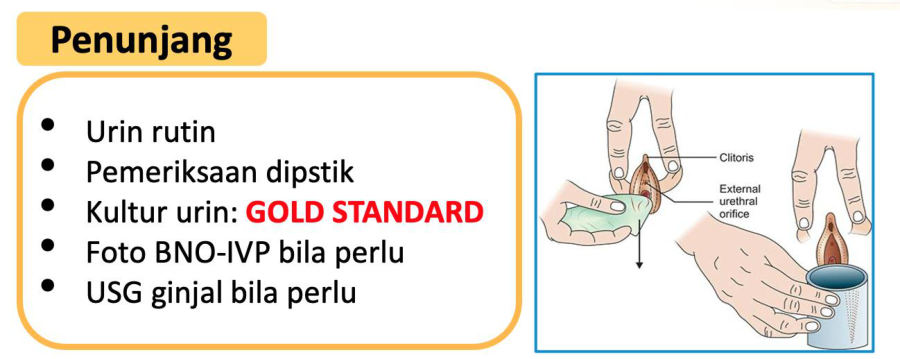 Penunjang
• Urin rutin
• Pemeriksaan dipstik
• Kultur urin: GOLD STANDARD
• Foto BNO-IVP bila perlu
• USG ginjal bila perlu
Clitoris
External
urethral
orifice